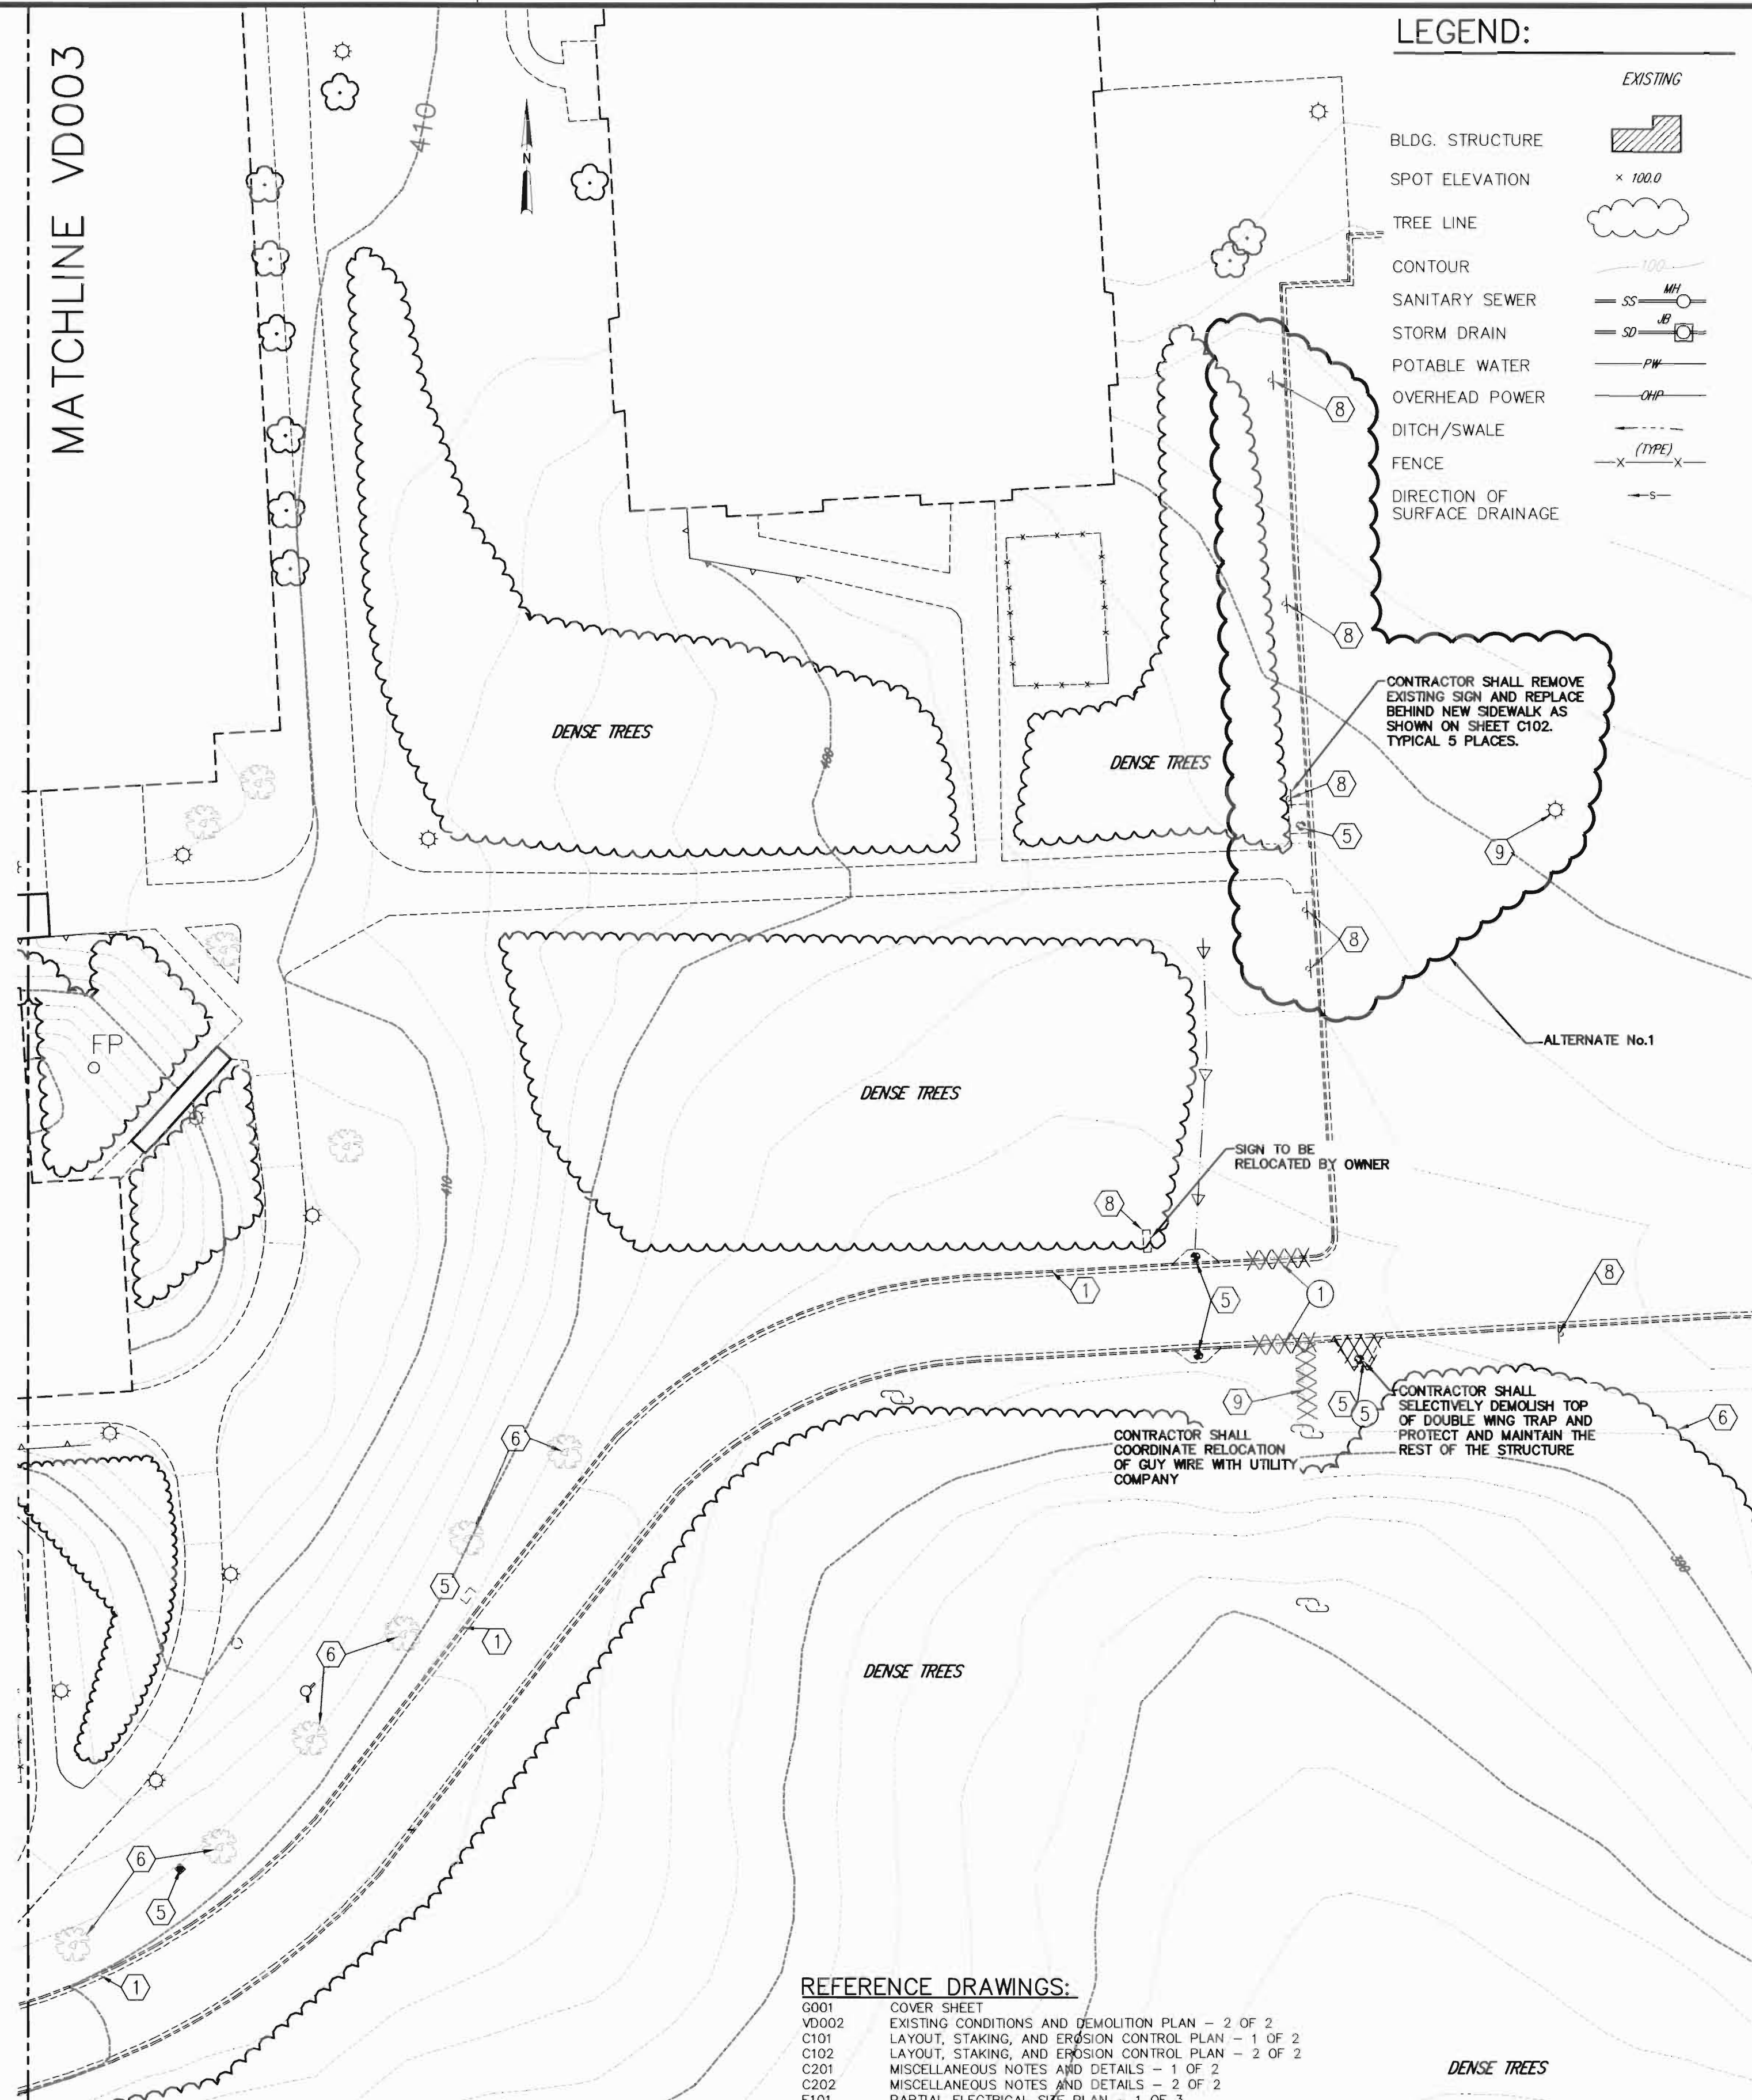 MATCHLINE VD003
410
N
LEGEND:
EXISTING
BLDG. STRUCTURE
SPOT ELEVATION
× 100.0
TREE LINE
CONTOUR
100
SANITARY SEWER
SS
MH
STORM DRAIN
SD
JB
POTABLE WATER
PW
OVERHEAD POWER
OHP
DITCH/SWALE
FENCE
(TYPE)
X X
DIRECTION OF
SURFACE DRAINAGE
S
8
8
CONTRACTOR SHALL REMOVE
EXISTING SIGN AND REPLACE
BEHIND NEW SIDEWALK AS
SHOWN ON SHEET C102.
TYPICAL 5 PLACES.
DENSE TREES
DENSE TREES
8
5
9
8
FP
ALTERNATE No.1
DENSE TREES
410
SIGN TO BE
RELOCATED BY OWNER
8
1
5
1
8
9
5
5
CONTRACTOR SHALL
SELECTIVELY DEMOLISH TOP
OF DOUBLE WING TRAP AND
PROTECT AND MAINTAIN THE
REST OF THE STRUCTURE
6
CONTRACTOR SHALL
COORDINATE RELOCATION
OF GUY WIRE WITH UTILITY
COMPANY
6
390
5
1
6
DENSE TREES
6
5
1
REFERENCE DRAWINGS:
G001 COVER SHEET
VD002 EXISTING CONDITIONS AND DEMOLITION PLAN – 2 OF 2
C101 LAYOUT, STAKING, AND EROSION CONTROL PLAN – 1 OF 2
C102 LAYOUT, STAKING, AND EROSION CONTROL PLAN – 2 OF 2
C201 MISCELLANEOUS NOTES AND DETAILS – 1 OF 2
C202 MISCELLANEOUS NOTES AND DETAILS – 2 OF 2
E101 PARTIAL ELECTRICAL SITE PLAN – 1 OF 3
DENSE TREES